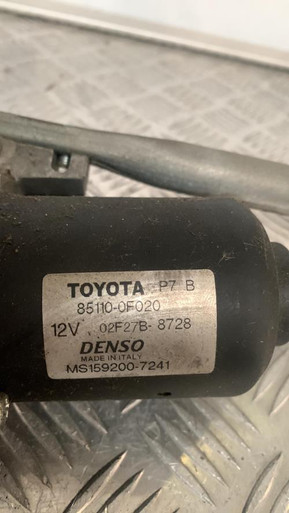 TOYOTA P7 B
85110-0F020
12V 02F27B-8728
DENSO
MADE IN ITALY
MS159200-7241